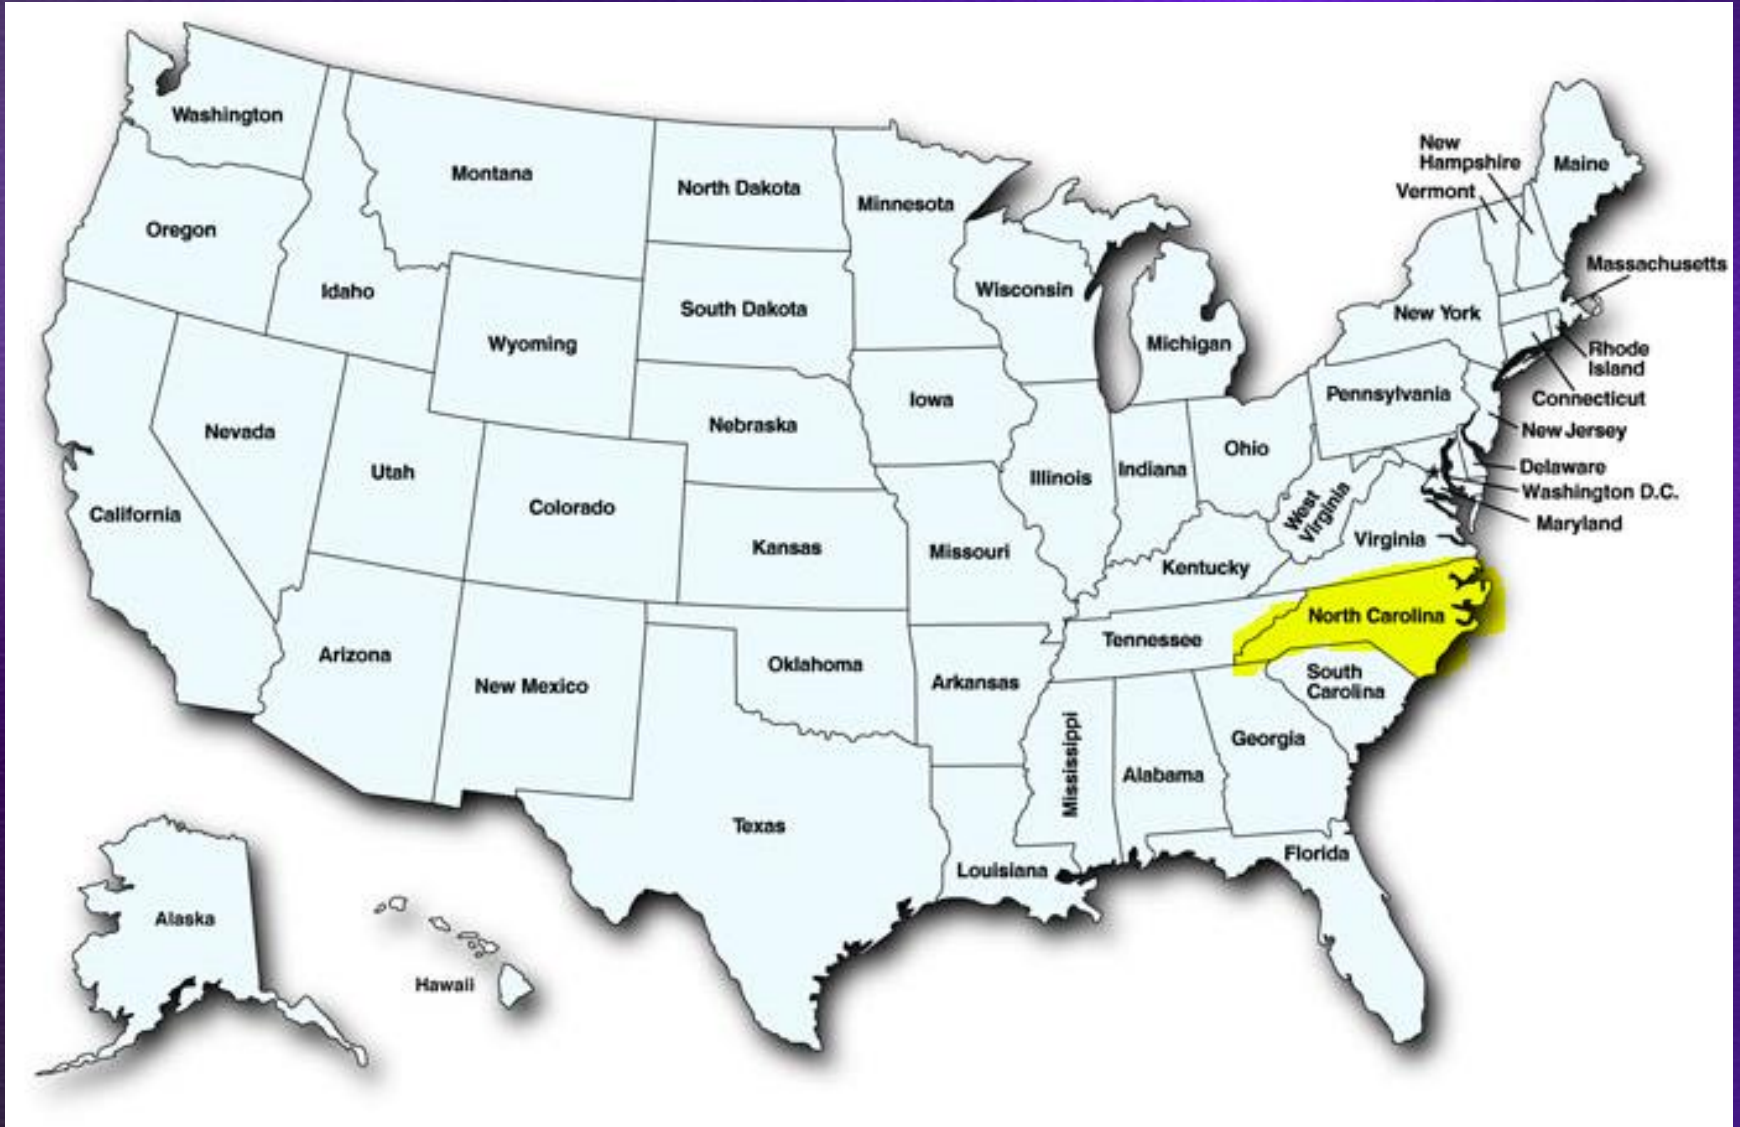 Washington
Montana
North Dakota
Minnesota
New
Hampshire
Maine
Vermont
Oregon
Idaho
Wisconsin
Massachusetts
South Dakota
Wyoming
New York
Michigan
Rhode
Island
Pennsylvania
Connecticut
Iowa
Nebraska
Nevada
New Jersey
Utah
Ohio
Illinois
Indiana
Delaware
Washington D.C.
Colorado
West
Virginia
California
Maryland
Kansas
Missouri
Virginia
Kentucky
North Carolina
Tennessee
Arizona
Oklahoma
New Mexico
Arkansas
South
Carolina
Georgia
Mississippi
Alabama
Texas
Florida
Louisiana
Alaska
Hawaii